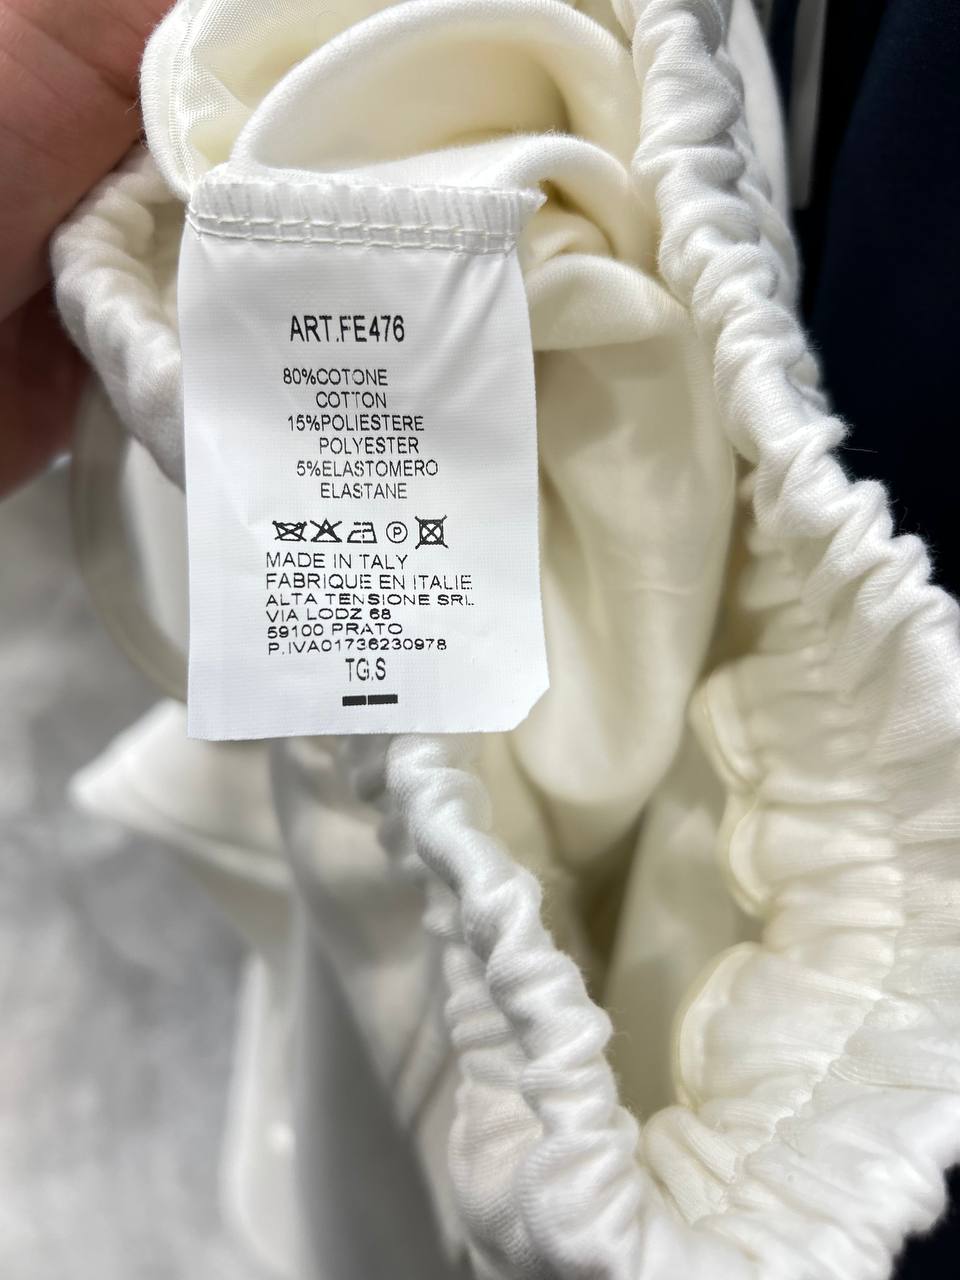 ART.FE476
80%COTONE
COTTON
15%POLIESTERE
POLYESTER
5%ELASTOMERO
ELASTANE
P
MADE IN ITALY
FABRIQUE EN ITALIE
ALTA TENSIONE SRL
VIA LODZ 68
59100 PRATO
P.IVA01736230978
TG.S